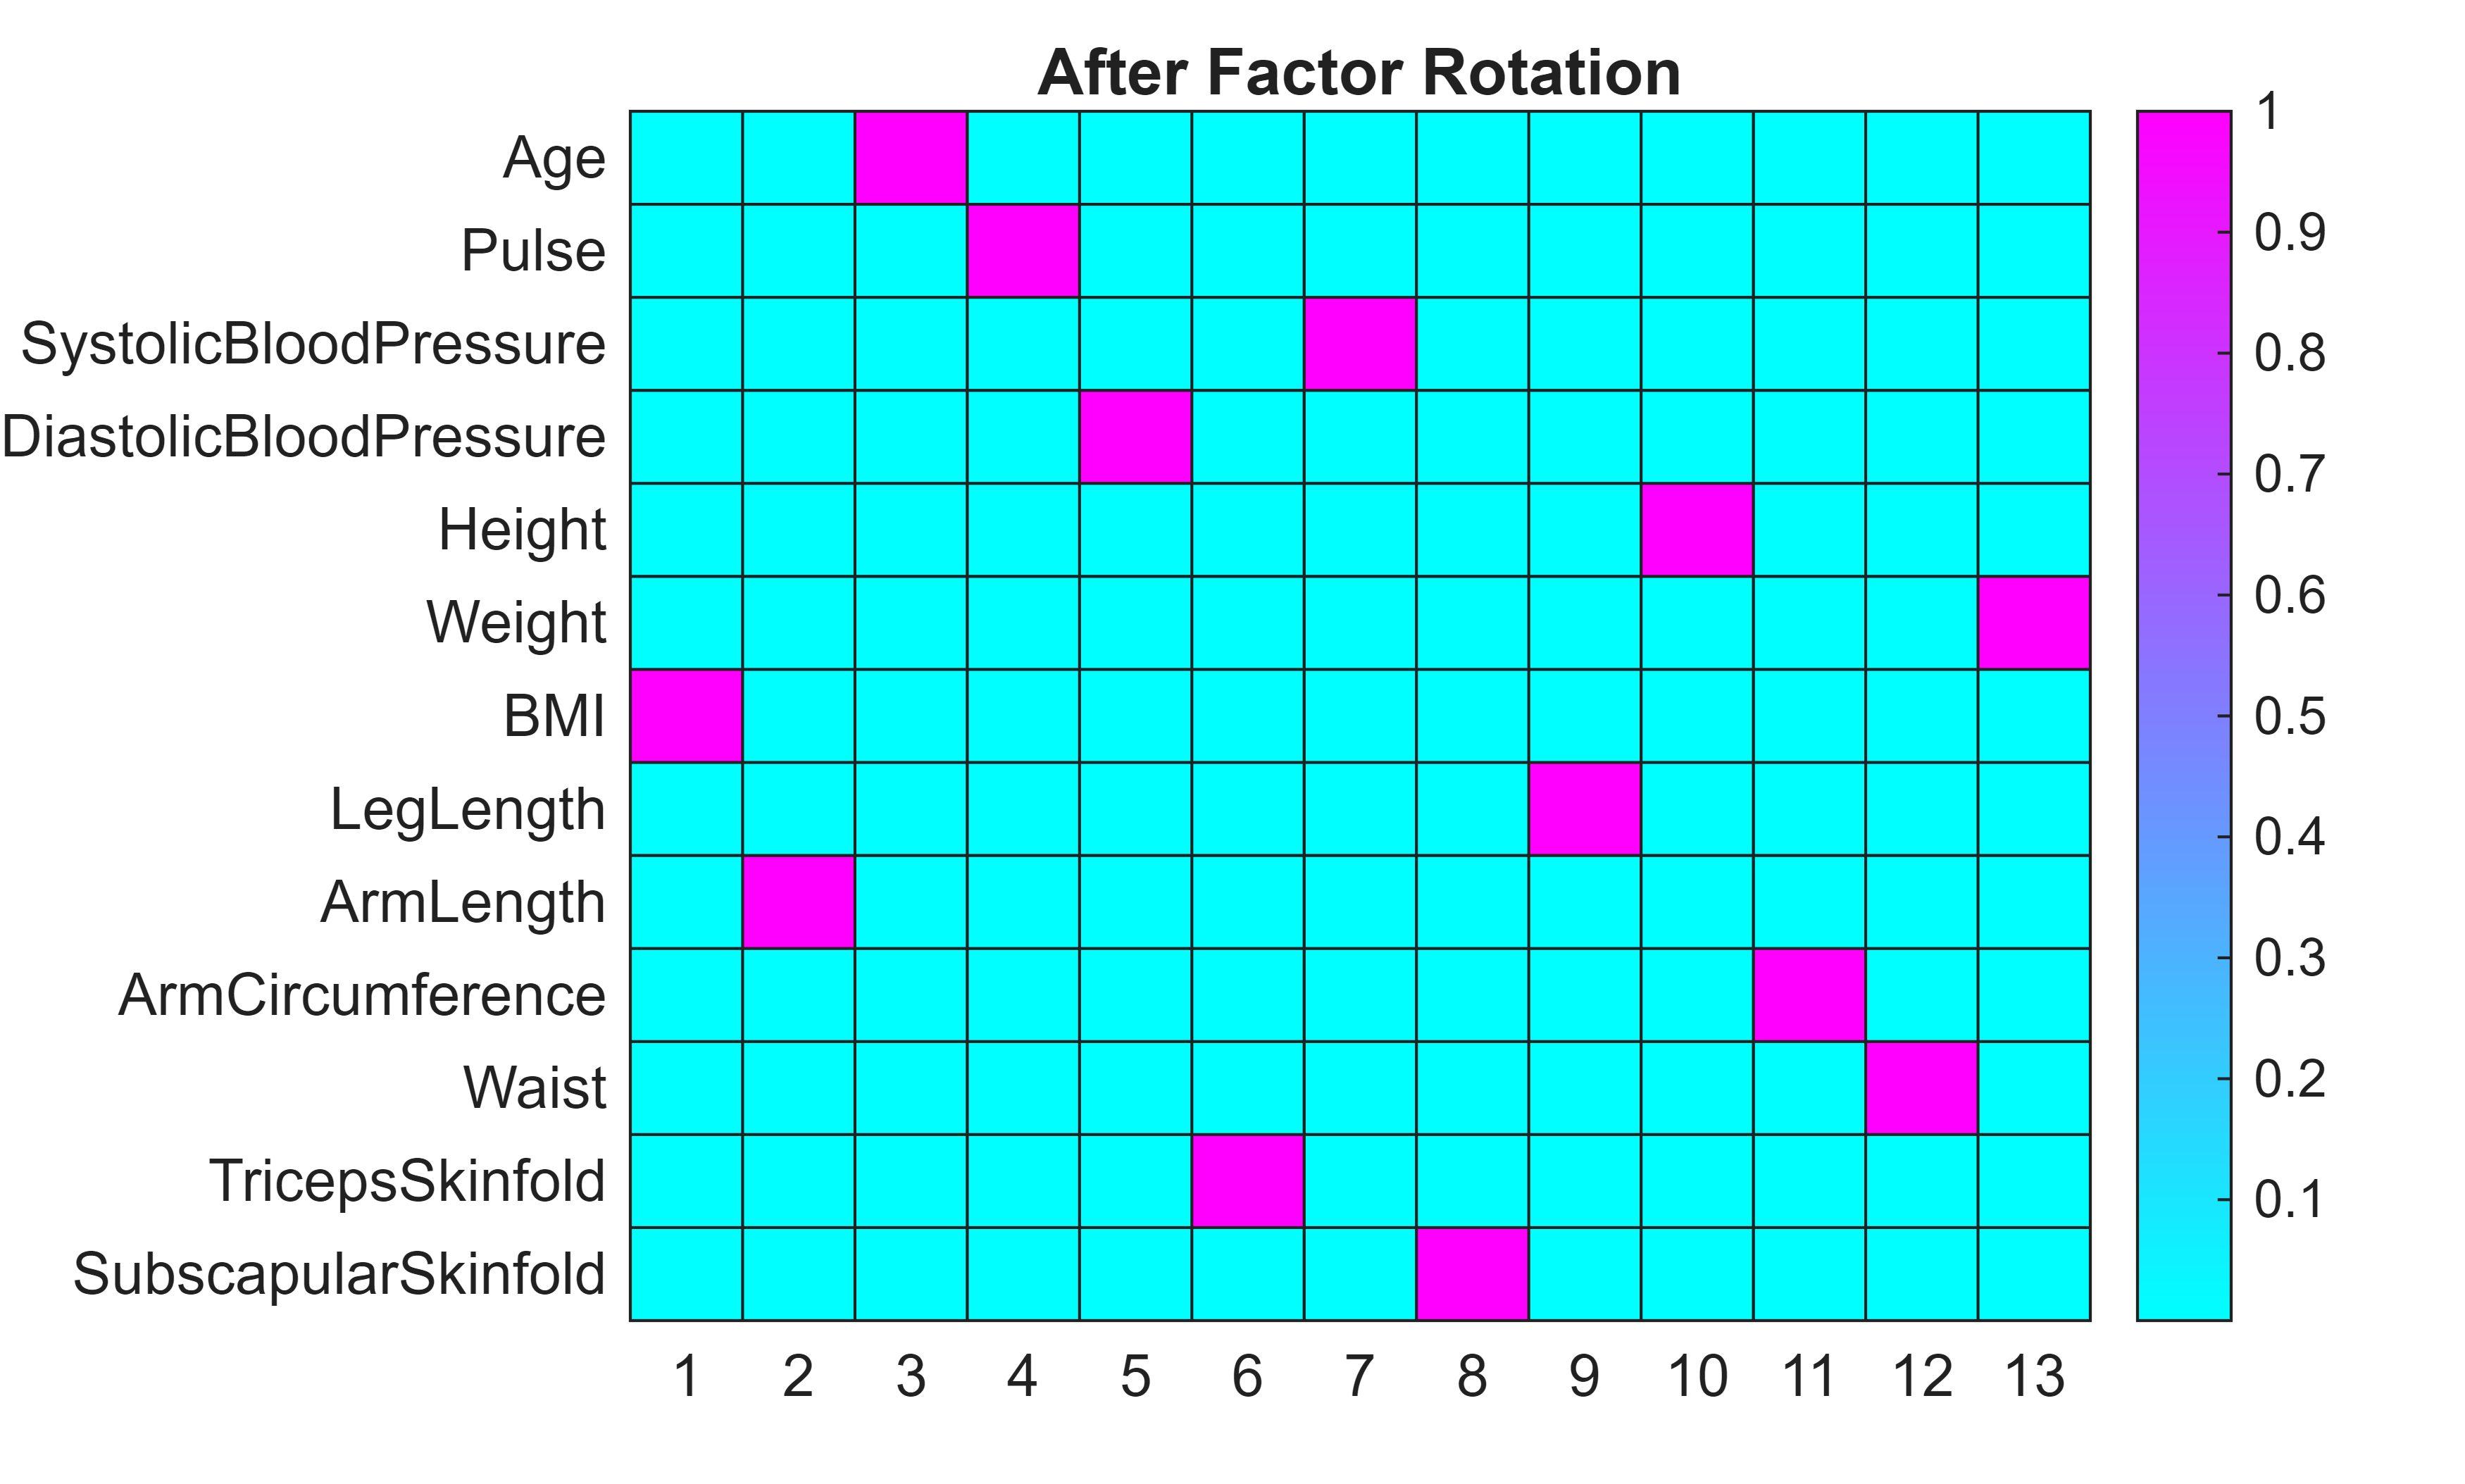 After Factor Rotation
Age
Pulse
SystolicBloodPressure
DiastolicBloodPressure
Height
Weight
BMI
LegLength
ArmLength
ArmCircumference
Waist
TricepsSkinfold
SubscapularSkinfold
1 2 3 4 5 6 7 8 9 10 11 12 13
1
0.9
0.8
0.7
0.6
0.5
0.4
0.3
0.2
0.1